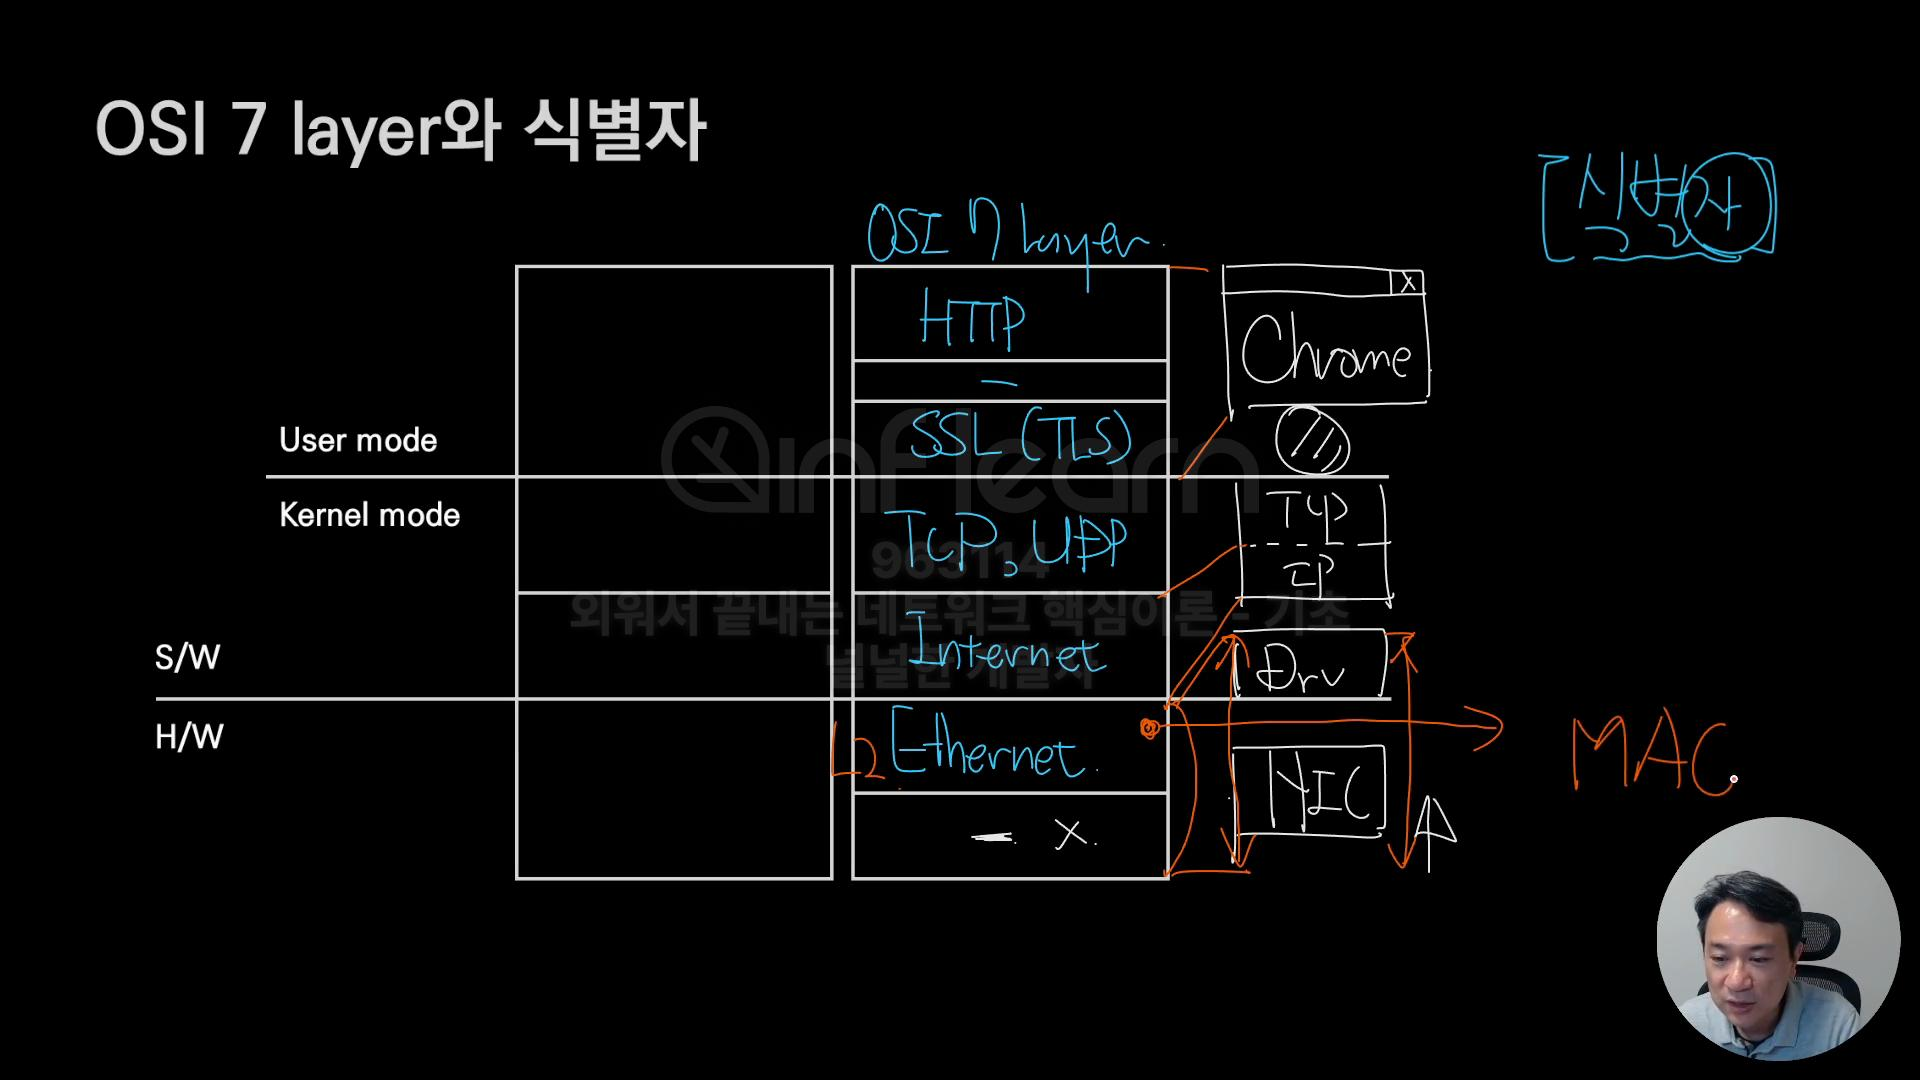 OSI 7 layer와 식별자
[식별자]
OSI 7 layer.
HTTP
X
Chrome
-
SSL (TLS)
User mode
inflearn
Kernel mode
TCP, UDP
TCP
IP
963114
외워서 끝내는 네트워크 핵심이론 - 기초
널널한 개발자
Internet
Drv
S/W
H/W
L2
Ethernet.
MAC
NIC
- X.